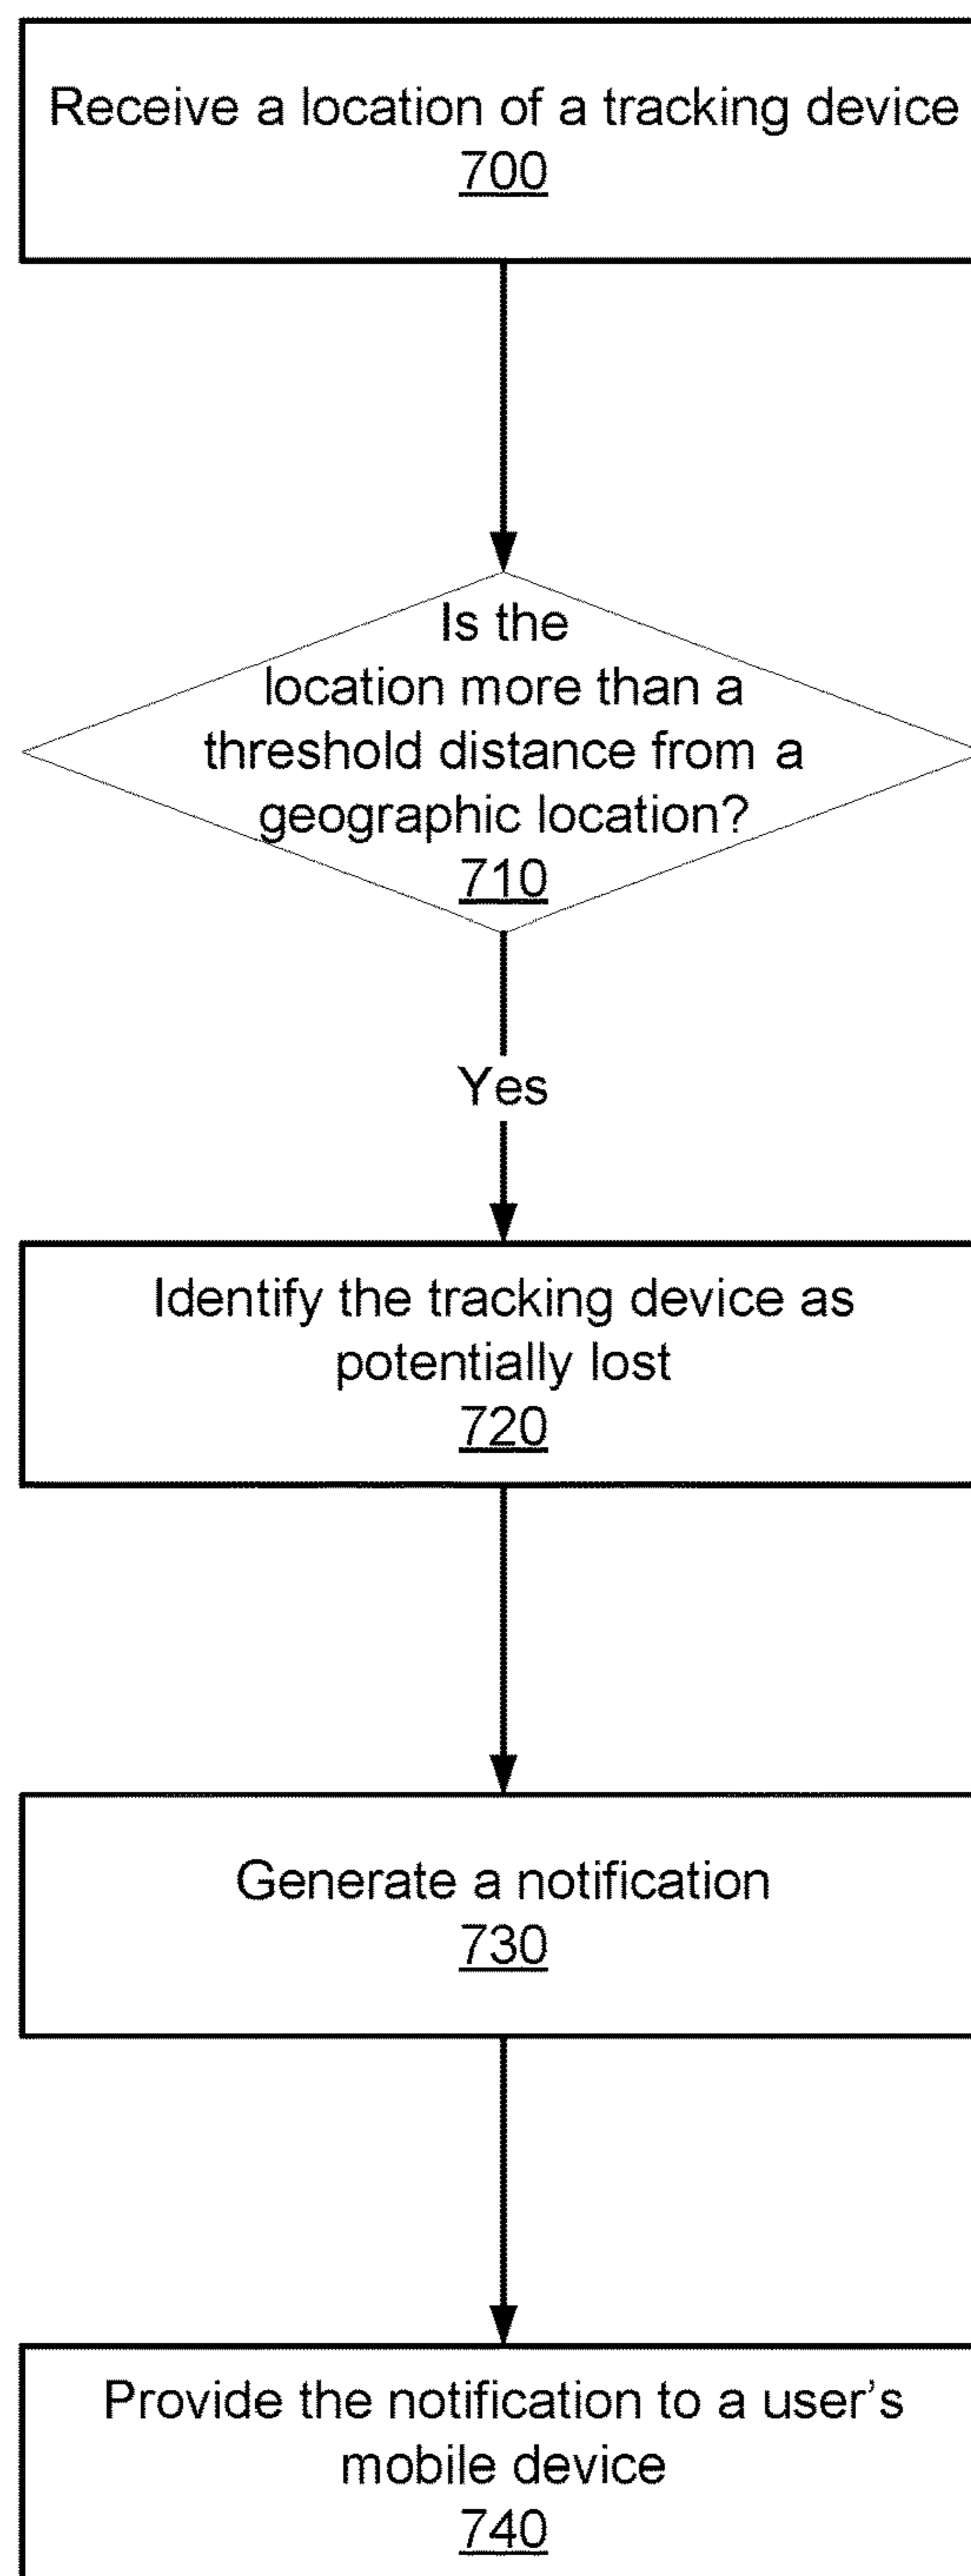 Receive a location of a tracking device
700
Is the
location more than a
threshold distance from a
geographic location?
710
Yes
Identify the tracking device as
potentially lost
720
Generate a notification
730
Provide the notification to a user's
mobile device
740